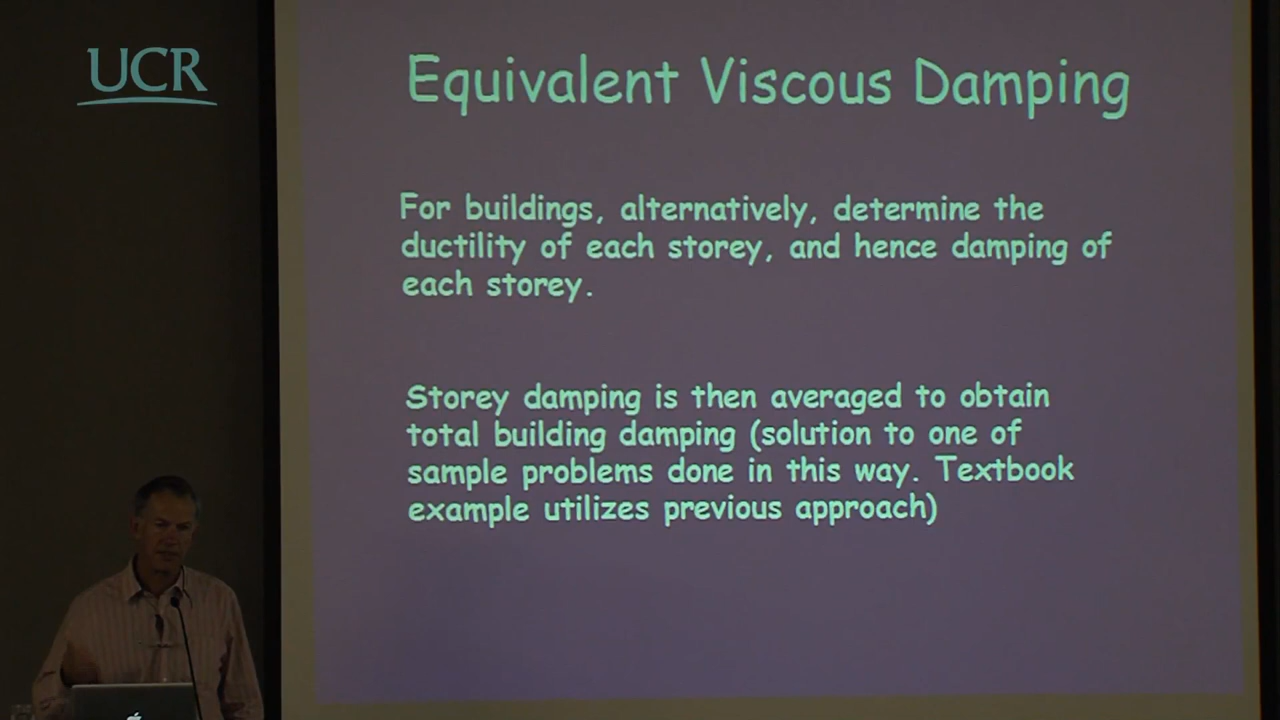 UCR
Equivalent Viscous Damping
For buildings, alternatively, determine the
ductility of each storey, and hence damping of
each storey.
Storey damping is then averaged to obtain
total building damping (solution to one of
sample problems done in this way. Textbook
example utilizes previous approach)